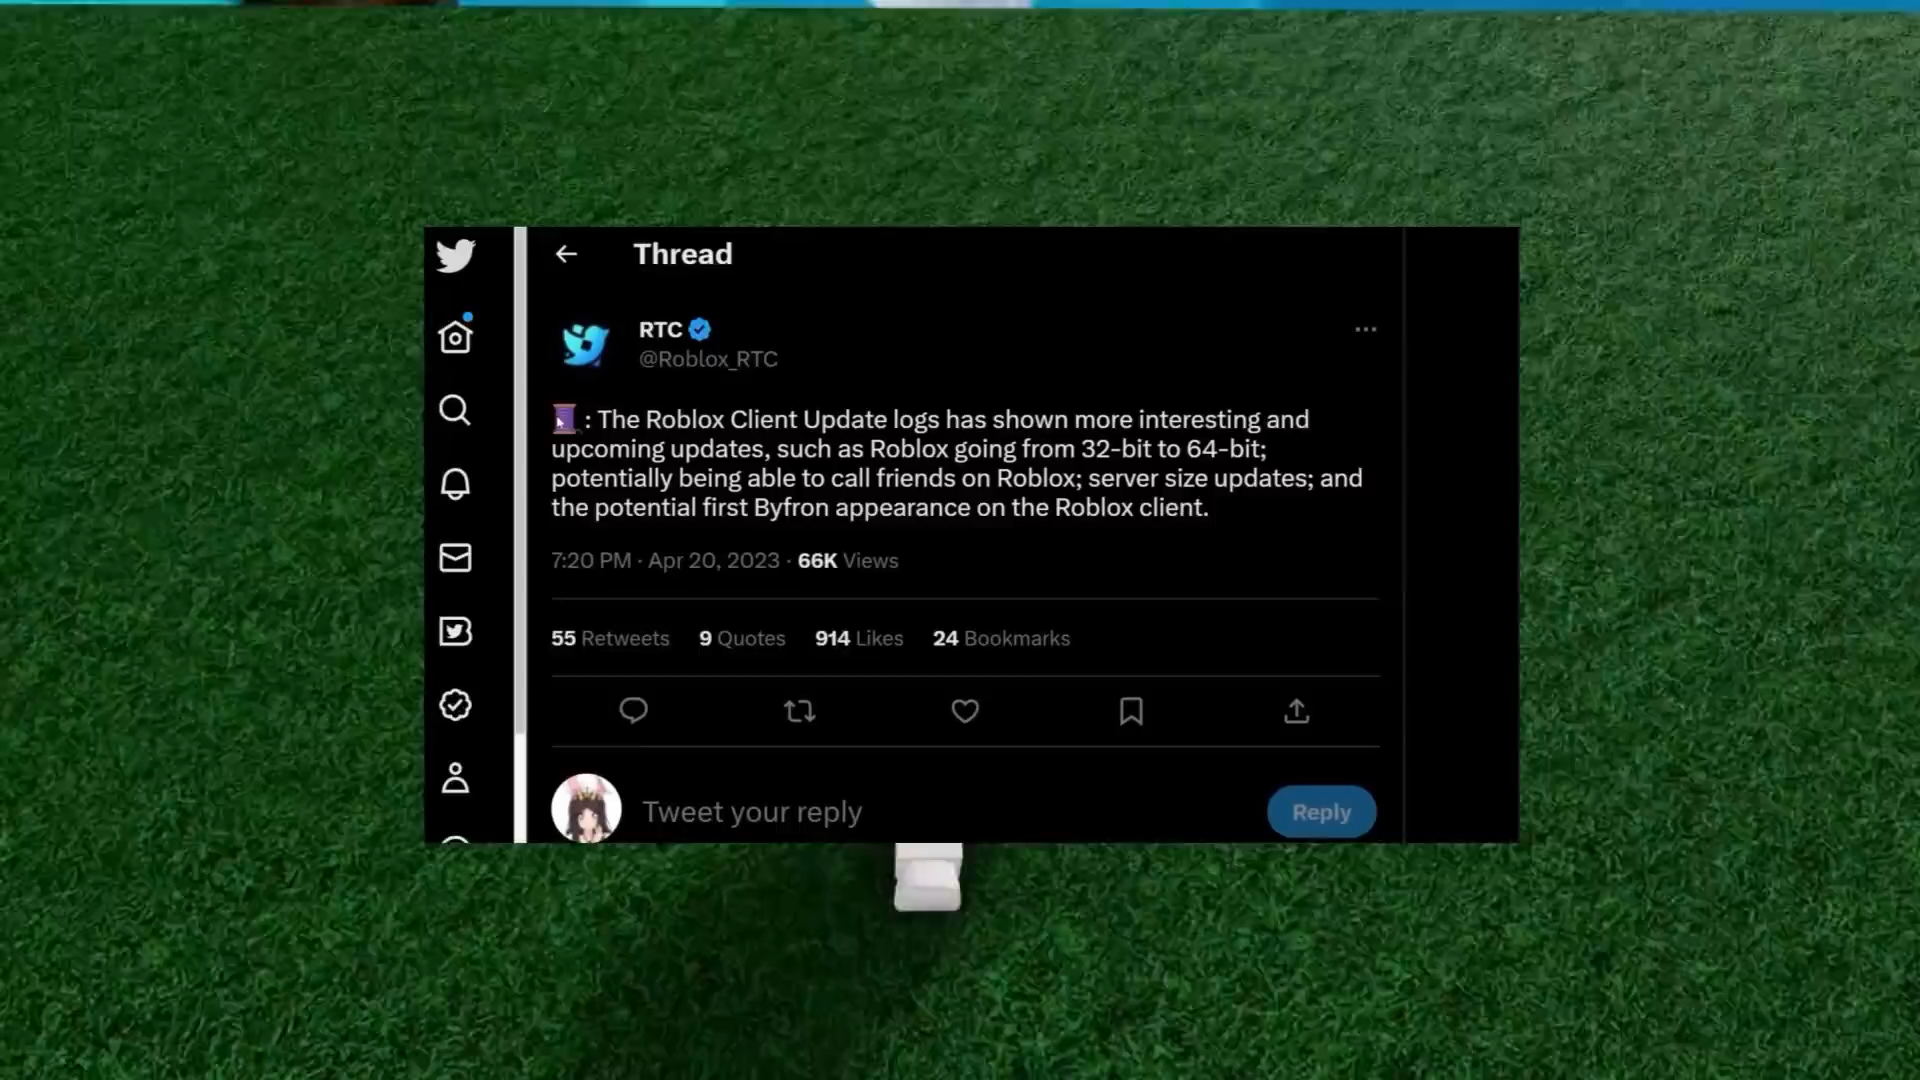 Thread
RTC
@Roblox_RTC
🧵: The Roblox Client Update logs has shown more interesting and
upcoming updates, such as Roblox going from 32-bit to 64-bit;
potentially being able to call friends on Roblox; server size updates; and
the potential first Byfron appearance on the Roblox client.
7:20 PM · Apr 20, 2023 · 66K Views
55 Retweets 9 Quotes 914 Likes 24 Bookmarks
Tweet your reply
Reply